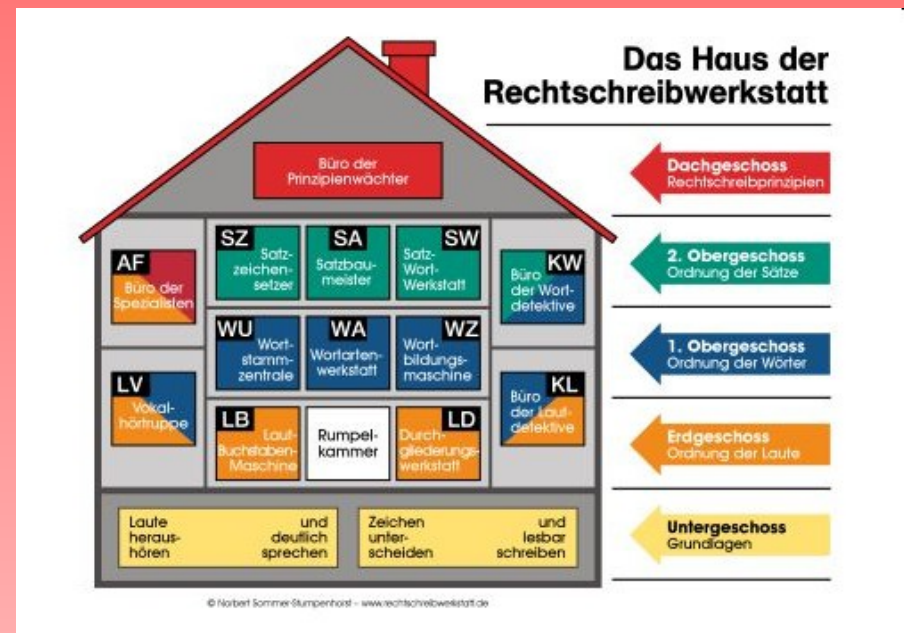 Das Haus der
Rechtschreibwerkstatt
Büro der
Prinzipienwächter
Dachgeschoss
Rechtschreibprinzipien
AF
Büro der
Spezialisten
SZ
Satz-
zeichen-
setzer
SA
Satzbau-
meister
SW
Satz-
Wort-
Werkstatt
KW
Büro
der Wort-
detektive
2. Obergeschoss
Ordnung der Sätze
WU
Wort-
stamm-
zentrale
WA
Wortarten-
werkstatt
WZ
Wort-
bildungs-
maschine
1. Obergeschoss
Ordnung der Wörter
LV
Vokal-
hörtruppe
LB
Laut-
Buchstaben-
Maschine
Rumpel-
kammer
LD
Durch-
gliederungs-
werkstatt
KL
Büro
der Laut-
detektive
Erdgeschoss
Ordnung der Laute
Laute und
heraus- deutlich
hören sprechen
Zeichen und
unter- lesbar
scheiden schreiben
Untergeschoss
Grundlagen
© Norbert Sommer-Stumpenhorst – www.rechtschreibwerkstatt.de